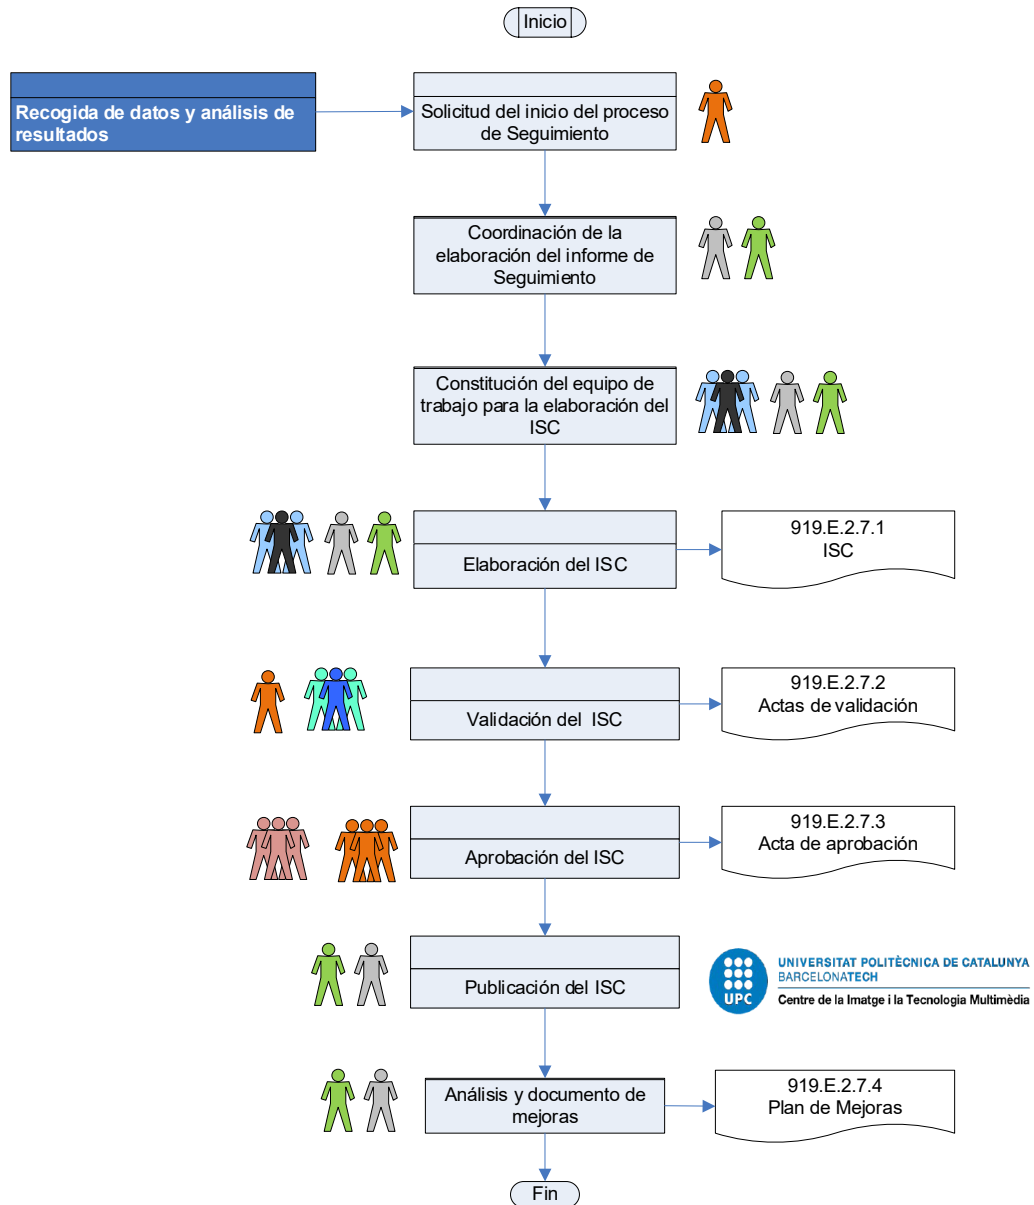 Inicio
Recogida de datos y análisis de
resultados
Solicitud del inicio del proceso
de Seguimiento
Coordinación de la
elaboración del informe de
Seguimiento
Constitución del equipo de
trabajo para la elaboración del
ISC
Elaboración del ISC
919.E.2.7.1
ISC
Validación del ISC
919.E.2.7.2
Actas de validación
Aprobación del ISC
919.E.2.7.3
Acta de aprobación
Publicación del ISC
UPC
UNIVERSITAT POLITÈCNICA DE CATALUNYA
BARCELONATECH
Centre de la Imatge i la Tecnologia Multimèdia
Análisis y documento de
mejoras
919.E.2.7.4
Plan de Mejoras
Fin